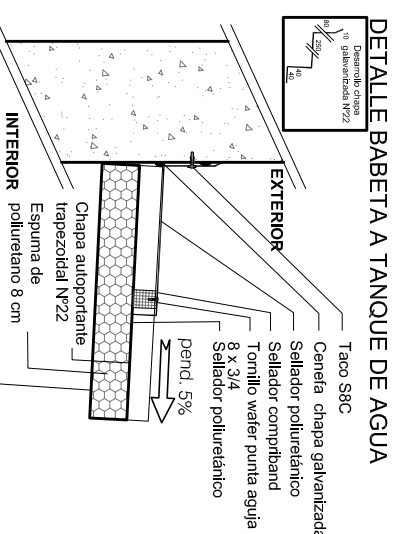 DETALLE BABETA A TANQUE DE AGUA
Desarrollo chapa
galavanizada Nº22
10
80
250
40
40
EXTERIOR
INTERIOR
Taco S8C
Cenefa chapa galvanizada
Sellador poliuretánico
Sellador compriband
Tornillo wafer punta aguja
8 x 3/4
Sellador poliuretánico
pend. 5%
Chapa autoportante
trapezoidal Nº22
Espuma de
poliuretano 8 cm